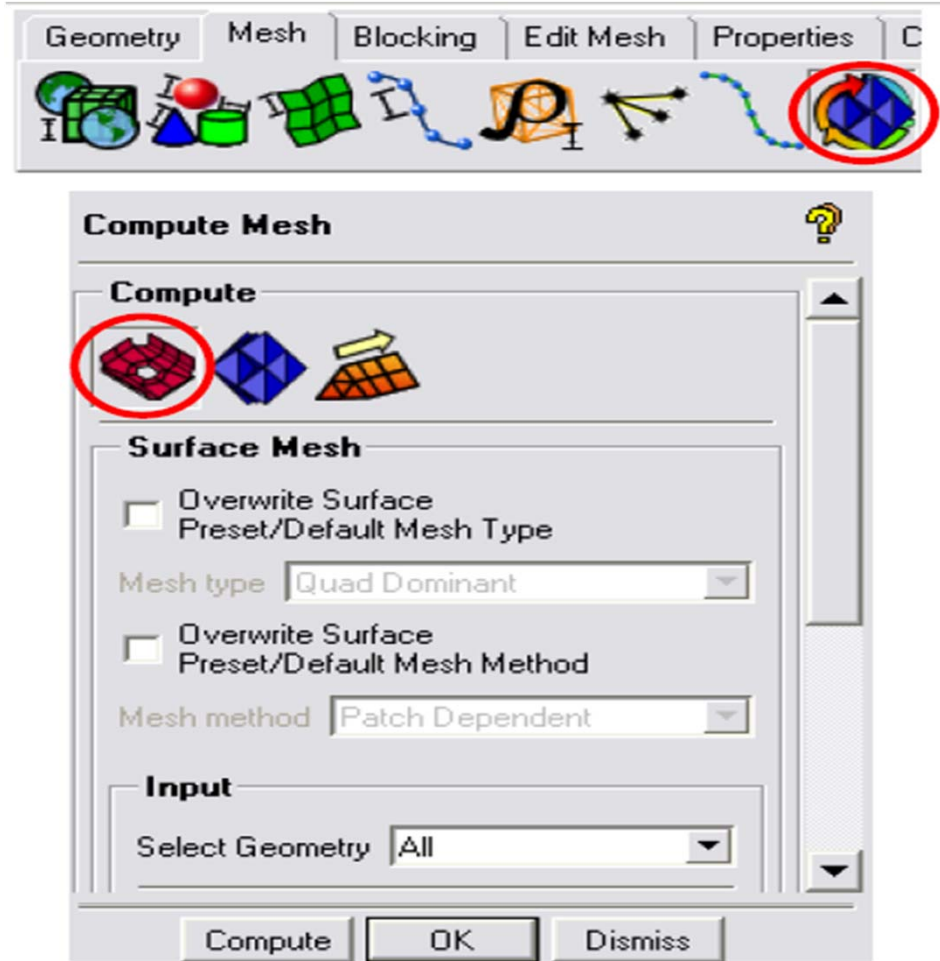 Geometry Mesh Blocking Edit Mesh Properties C
Compute Mesh
Compute
Surface Mesh
Overwrite Surface
Preset/Default Mesh Type
Mesh type Quad Dominant
Overwrite Surface
Preset/Default Mesh Method
Mesh method Patch Dependent
Input
Select Geometry All
Compute OK Dismiss